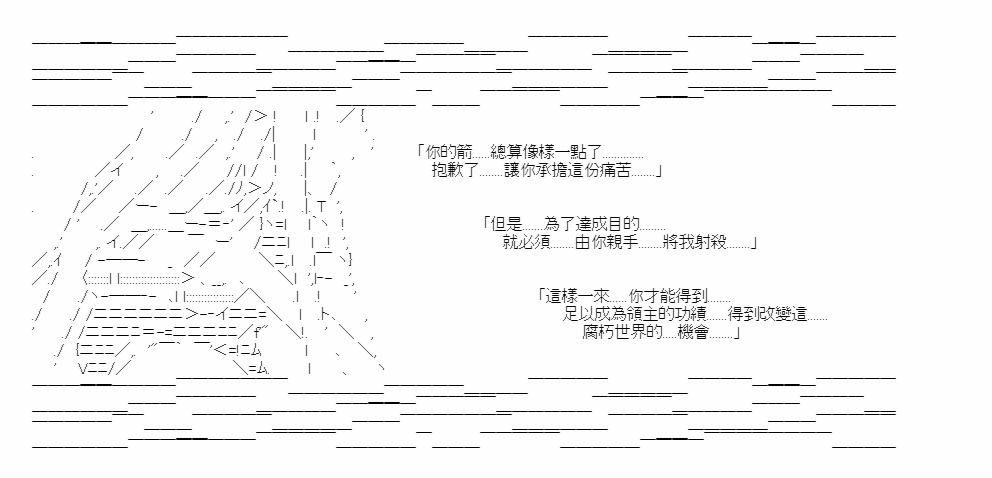 「你的箭......總算像樣一點了.............
抱歉了........讓你承擔這份痛苦........」
「但是.......為了達成目的.........
就必須........由你親手........將我射殺.......」
「這樣一來......你才能得到........
足以成為領主的功績......得到改變這.......
腐朽世界的.....機會........」